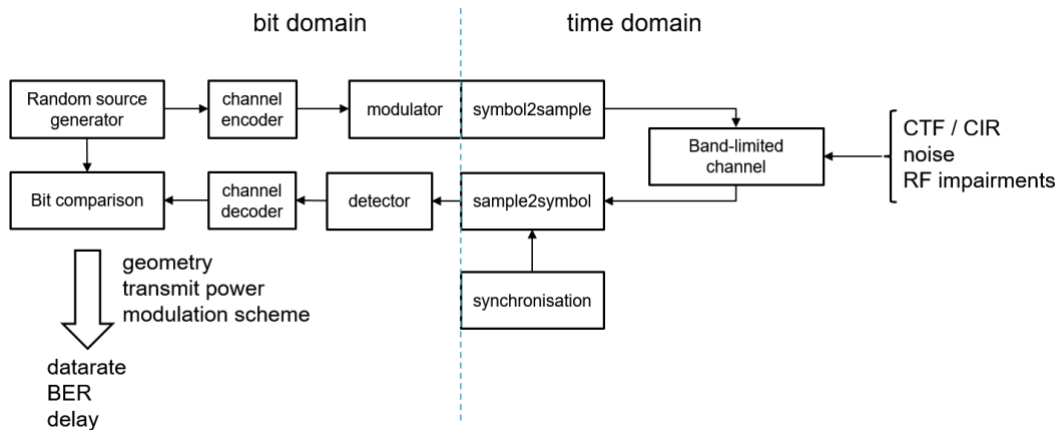 bit domain
time domain
Random source
generator
channel
encoder
modulator
symbol2sample
Band-limited
channel
CTF / CIR
noise
RF impairments
Bit comparison
channel
decoder
detector
sample2symbol
synchronisation
geometry
transmit power
modulation scheme
datarate
BER
delay